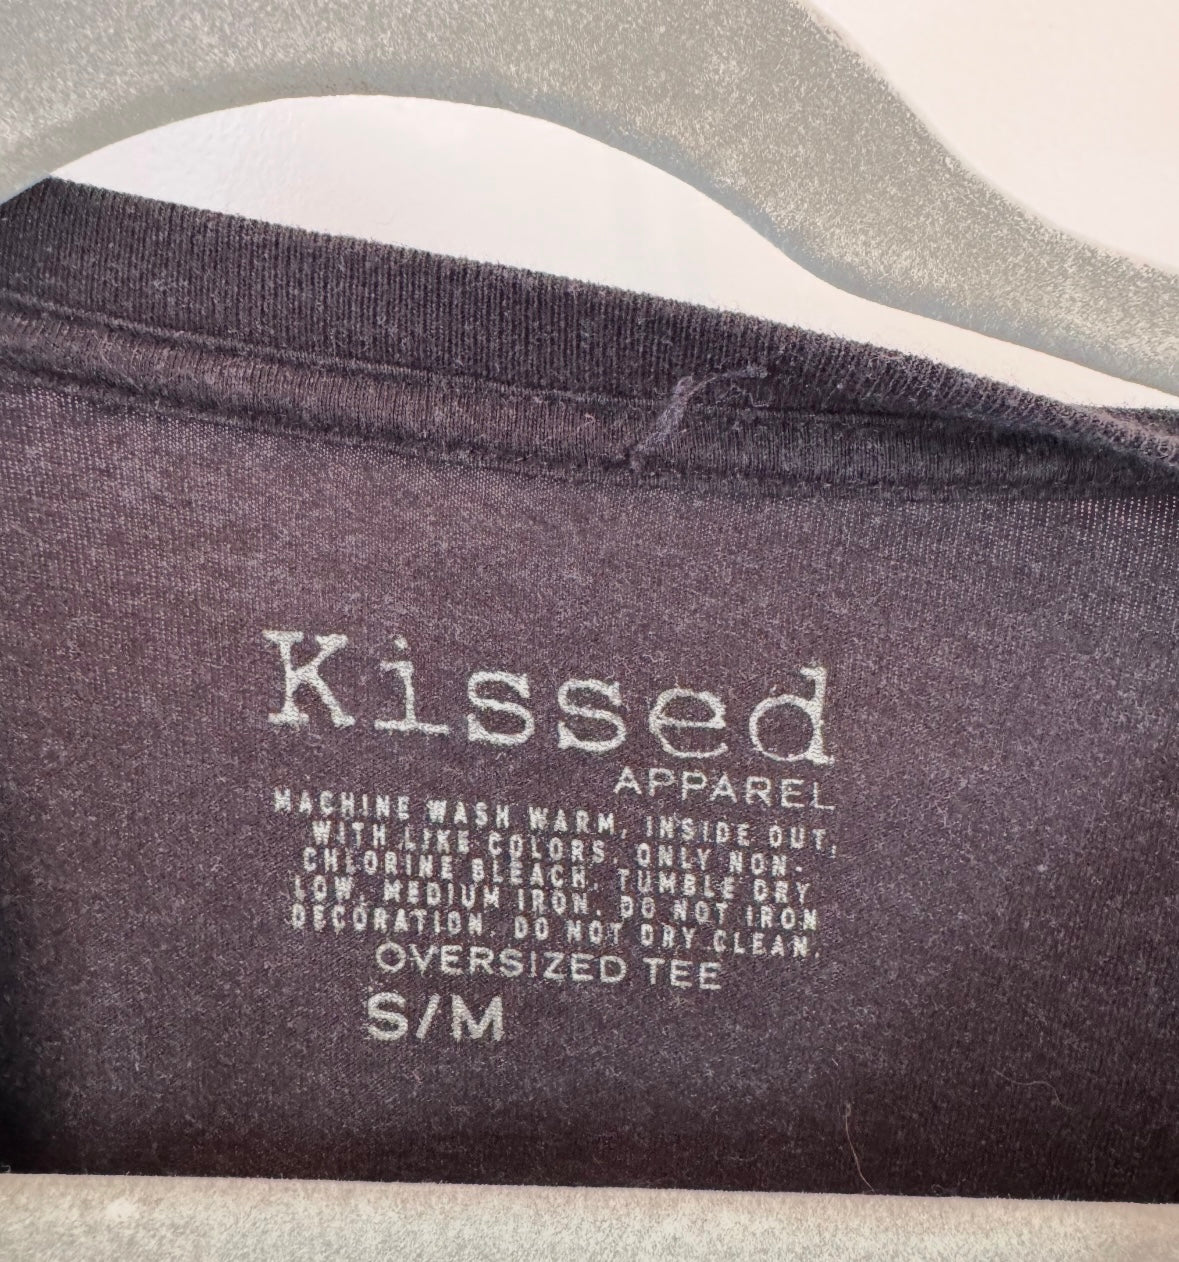 Kissed
APPAREL
MACHINE WASH WARM, INSIDE OUT,
WITH LIKE COLORS. ONLY NON-
CHLORINE BLEACH. TUMBLE DRY
LOW. MEDIUM IRON. DO NOT IRON
DECORATION. DO NOT DRY CLEAN.
OVERSIZED TEE
S/M